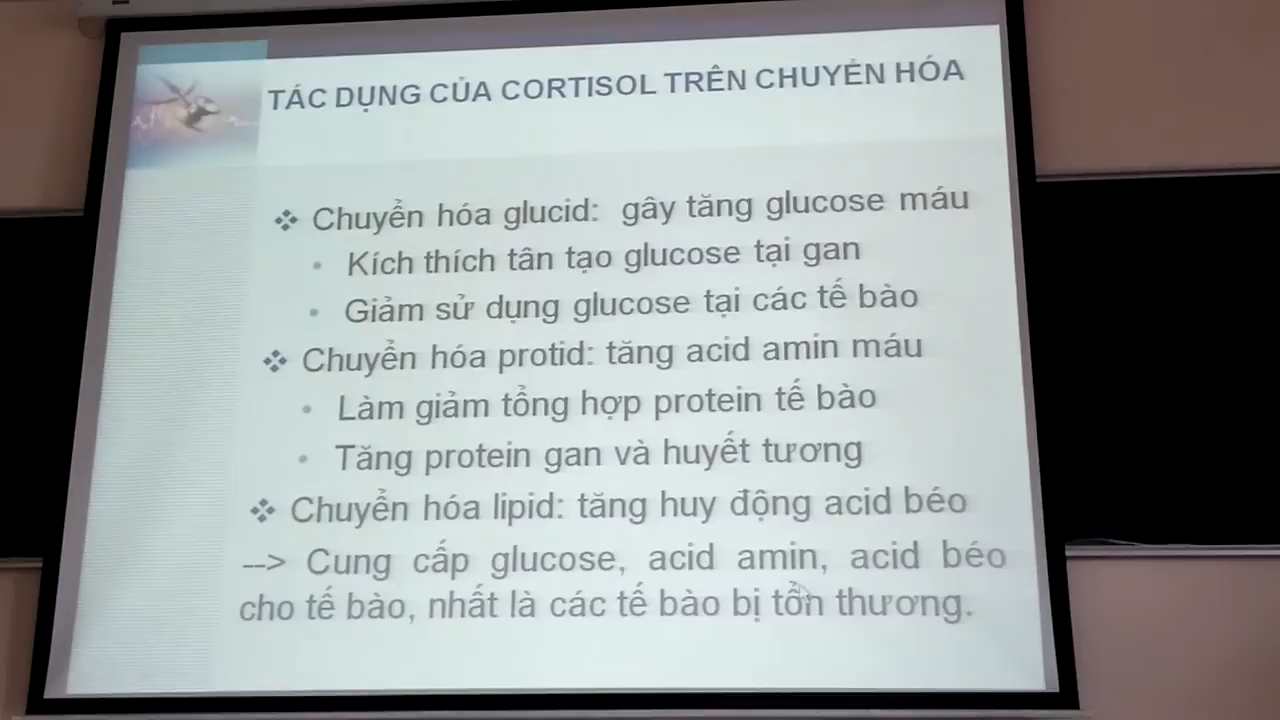 TÁC DỤNG CỦA CORTISOL TRÊN CHUYỂN HÓA
❖ Chuyển hóa glucid: gây tăng glucose máu
• Kích thích tân tạo glucose tại gan
• Giảm sử dụng glucose tại các tế bào
❖ Chuyển hóa protid: tăng acid amin máu
• Làm giảm tổng hợp protein tế bào
• Tăng protein gan và huyết tương
❖ Chuyển hóa lipid: tăng huy động acid béo
--> Cung cấp glucose, acid amin, acid béo
cho tế bào, nhất là các tế bào bị tổn thương.